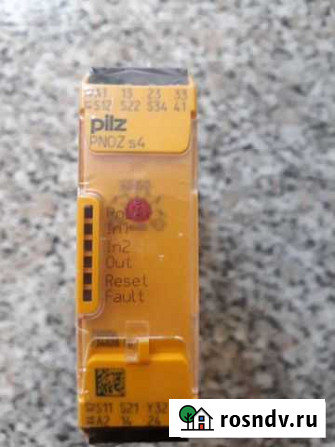 A1 13 23 33
S12 S22 S34 41
pilz
PNOZ s4
Po
In1
In2
Out
Reset
Fault
S11 S21 Y32
A2 14 24
rosndv.ru